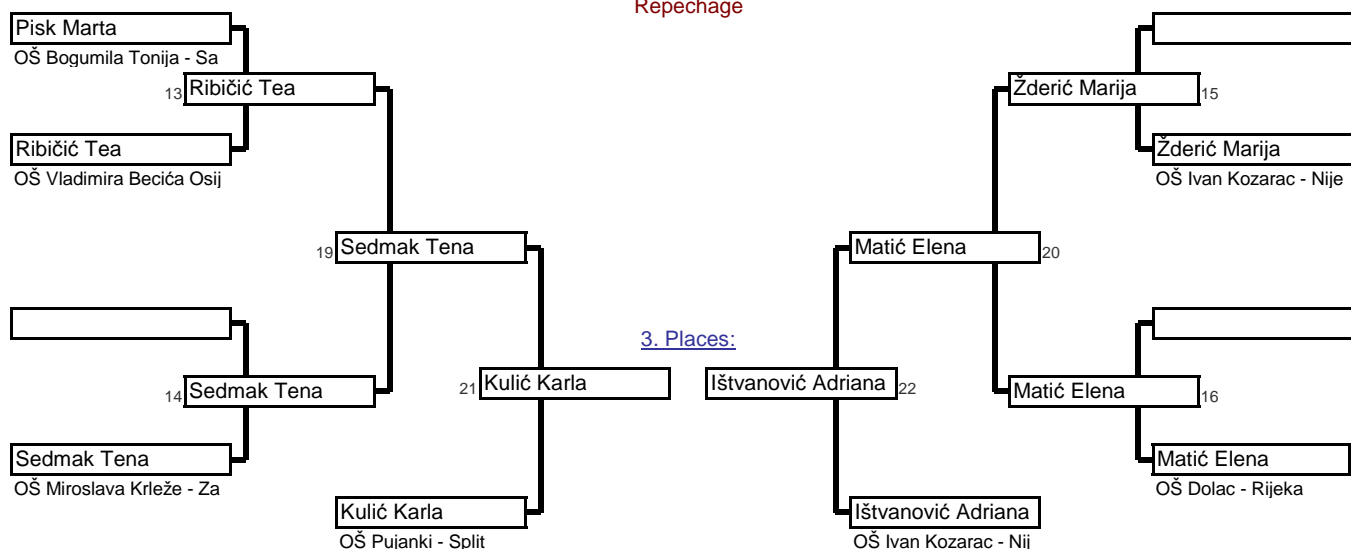 Repechage
Pisk Marta
OŠ Bogumila Tonija - Sa
13 Ribičić Tea
Žderić Marija 15
Ribičić Tea
OŠ Vladimira Becića Osij
Žderić Marija
OŠ Ivan Kozarac - Nije
19 Sedmak Tena
Matić Elena 20
3. Places:
14 Sedmak Tena
21 Kulić Karla
Ištvanović Adriana 22
Matić Elena 16
Sedmak Tena
OŠ Miroslava Krleže - Za
Matić Elena
OŠ Dolac - Rijeka
Kulić Karla
OŠ Pujanki - Split
Ištvanović Adriana
OŠ Ivan Kozarac - Nij